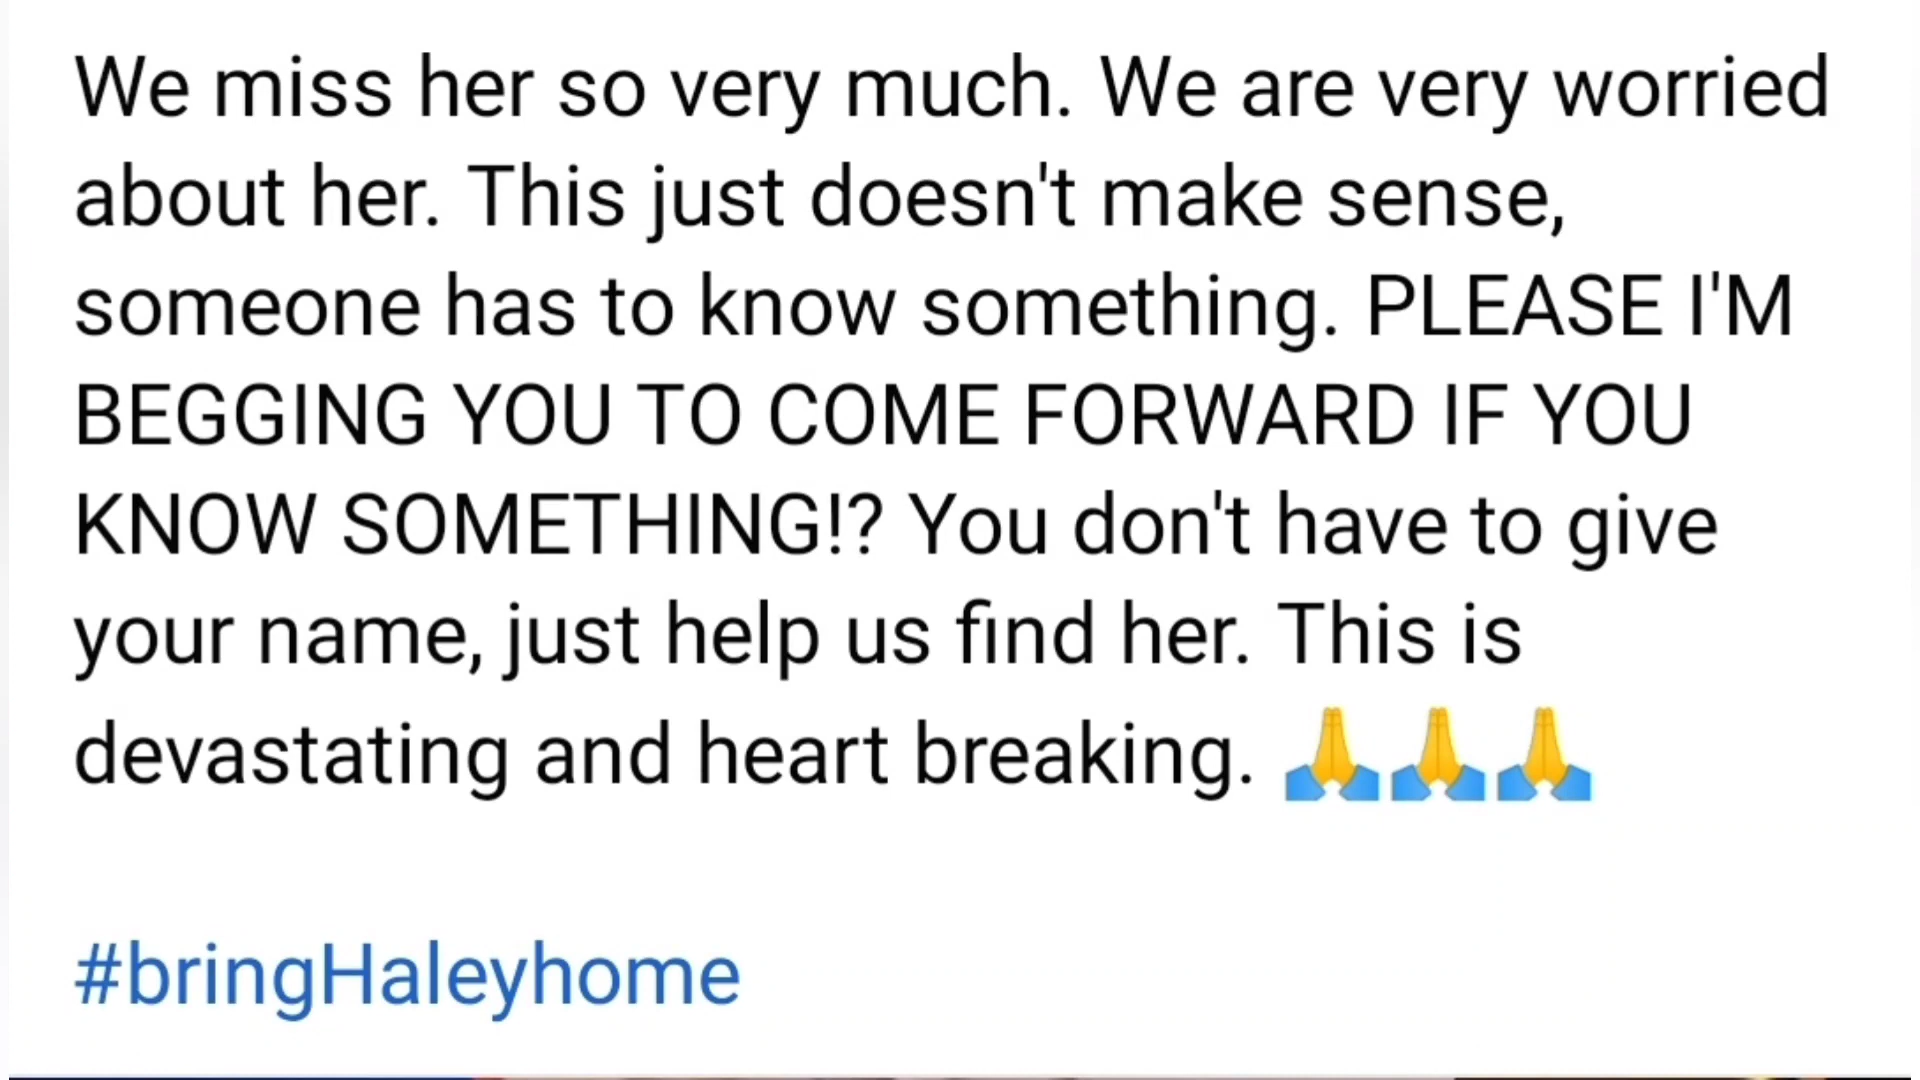 We miss her so very much. We are very worried
about her. This just doesn't make sense,
someone has to know something. PLEASE I'M
BEGGING YOU TO COME FORWARD IF YOU
KNOW SOMETHING!? You don't have to give
your name, just help us find her. This is
devastating and heart breaking. 🙏🙏🙏
#bringHaleyhome